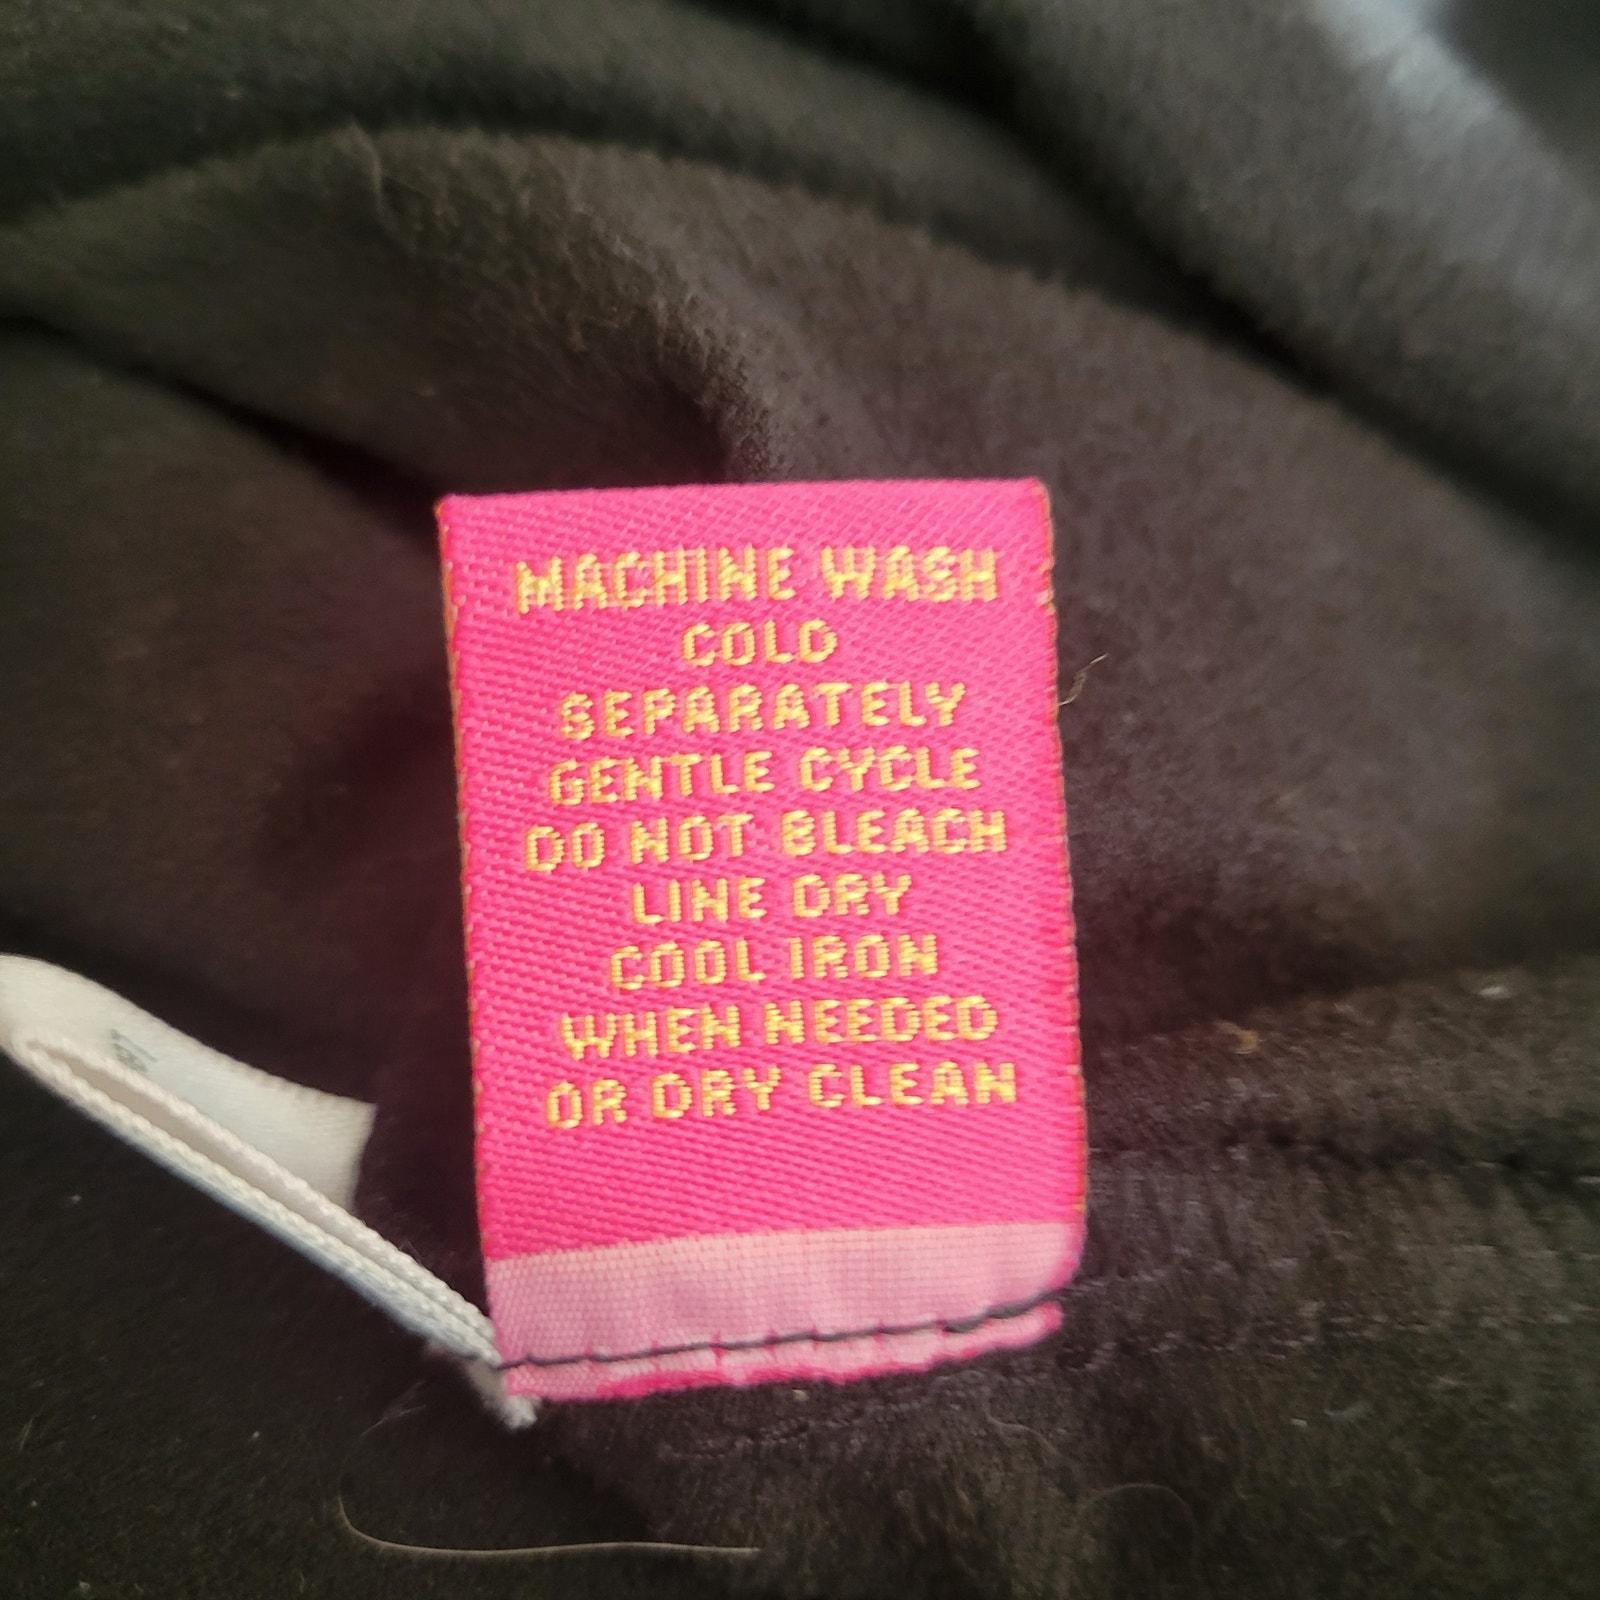 MACHINE WASH
COLD
SEPARATELY
GENTLE CYCLE
DO NOT BLEACH
LINE DRY
COOL IRON
WHEN NEEDED
OR DRY CLEAN